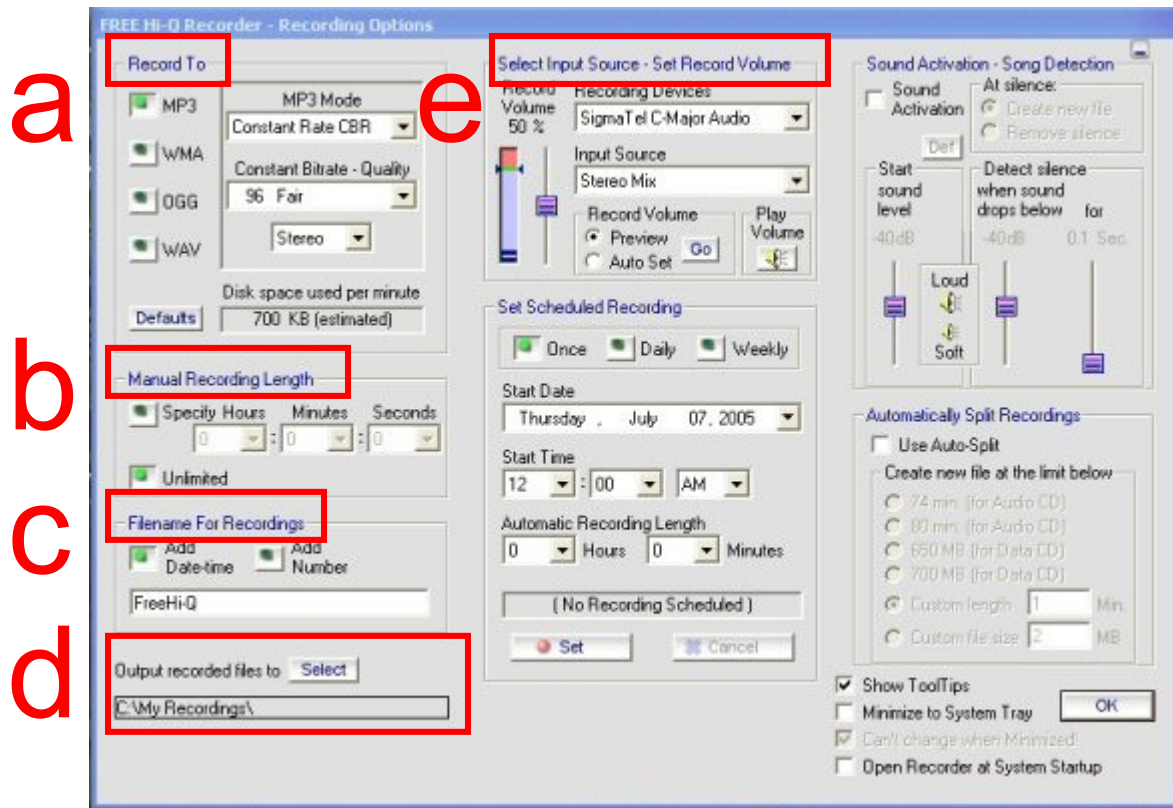 FREE Hi-Q Recorder - Recording Options
a
Record To
MP3
WMA
OGG
WAV
MP3 Mode
Constant Rate CBR
Constant Bitrate - Quality
96 Fair
Stereo
Disk space used per minute
Defaults
700 KB (estimated)
b
Manual Recording Length
Specify Hours Minutes Seconds
0 : 0 : 0
Unlimited
c
Filename For Recordings
Add Date-time
Add Number
FreeHi-Q
d
Output recorded files to Select
C:\My Recordings\
e
Select Input Source - Set Record Volume
Record
Volume
50 %
Recording Devices
SigmaTel C-Major Audio
Input Source
Stereo Mix
Record Volume
Preview
Auto Set
Go
Play
Volume
Set Scheduled Recording
Once Daily Weekly
Start Date
Thursday , July 07, 2005
Start Time
12 : 00 AM
Automatic Recording Length
0 Hours 0 Minutes
( No Recording Scheduled )
Set Cancel
Sound Activation - Song Detection
Sound
Activation
Def
At silence:
Create new file
Remove silence
Start
sound
level
-40dB
Detect silence
when sound
drops below for
-40dB 0.1 Sec.
Loud
Soft
Automatically Split Recordings
Use Auto-Split
Create new file at the limit below
74 min. (for Audio CD)
80 min. (for Audio CD)
650 MB (for Data CD)
700 MB (for Data CD)
Custom length 1 Min.
Custom file size 2 MB
Show ToolTips
Minimize to System Tray
OK
Can't change when Minimized!
Open Recorder at System Startup